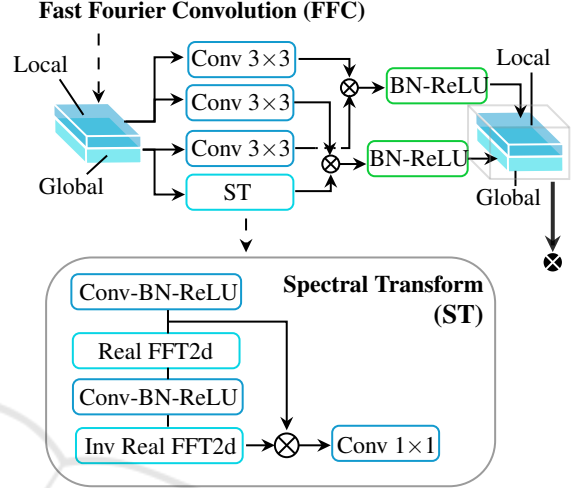 Fast Fourier Convolution (FFC)
Local
Conv 3×3
Conv 3×3
Conv 3×3
ST
Global
BN-ReLU
BN-ReLU
Local
Global
Spectral Transform
(ST)
Conv-BN-ReLU
Real FFT2d
Conv-BN-ReLU
Inv Real FFT2d
Conv 1×1